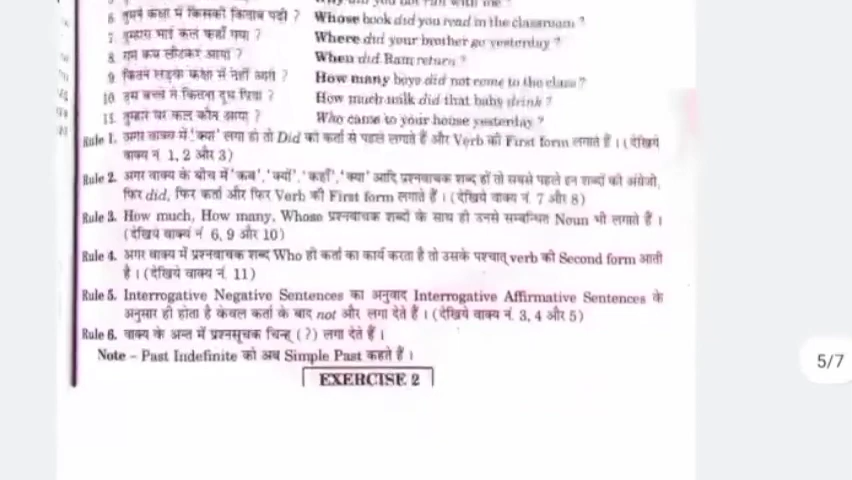 Why did you not run with me ?
6 तुमने कक्षा में किसकी किताब पढ़ी ? Whose book did you read in the classroom ?
7 तुम्हारा भाई कल कहाँ गया ? Where did your brother go yesterday ?
8 राम कब लौटकर आया ? When did Ram return ?
9 कितने लड़के कक्षा में नहीं आये ? How many boys did not come to the class ?
10 उस बच्चे ने कितना दूध पिया ? How much milk did that baby drink ?
11. तुम्हारे घर कल कौन आया ? Who came to your house yesterday ?
Rule 1. अगर वाक्य में 'क्या' लगा हो तो Did को कर्ता से पहले लगाते हैं और Verb की First form लगाते हैं । (देखिये
वाक्य नं. 1, 2 और 3)
Rule 2. अगर वाक्य के बीच में 'कब', 'क्यों', 'कहाँ', 'क्या' आदि प्रश्नवाचक शब्द हों तो सबसे पहले इन शब्दों की अंग्रेजी,
फिर did, फिर कर्ता और फिर Verb की First form लगाते हैं । (देखिये वाक्य नं. 7 और 8)
Rule 3. How much, How many, Whose प्रश्नवाचक शब्दों के साथ ही उनसे सम्बन्धित Noun भी लगाते हैं ।
(देखिये वाक्य नं 6, 9 और 10)
Rule 4. अगर वाक्य में प्रश्नवाचक शब्द Who ही कर्ता का कार्य करता है तो उसके पश्चात् verb की Second form आती
है । (देखिये वाक्य नं. 11)
Rule 5. Interrogative Negative Sentences का अनुवाद Interrogative Affirmative Sentences के
अनुसार ही होता है केवल कर्ता के बाद not और लगा देते हैं । (देखिये वाक्य नं. 3, 4 और 5)
Rule 6. वाक्य के अन्त में प्रश्नसूचक चिन्ह (?) लगा देते हैं ।
Note – Past Indefinite को अब Simple Past कहते हैं ।
EXERCISE 2
5/7